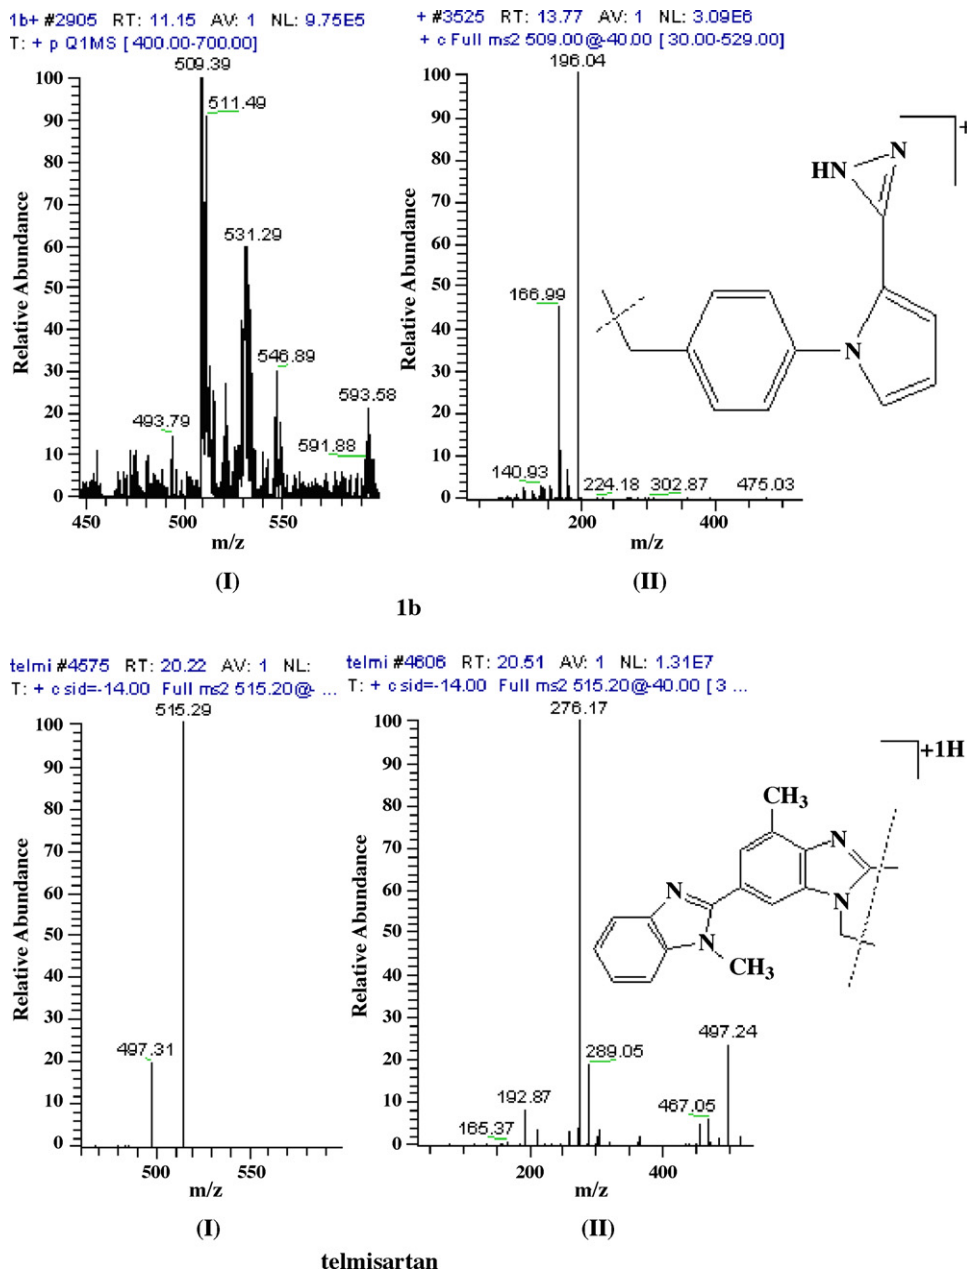 1b+ #2905 RT: 11.15 AV: 1 NL: 9.75E5
T: + p Q1MS [ 400.00-700.00]
509.39
511.49
531.29
546.89
593.58
591.88
493.79
100
90
80
70
60
50
40
30
20
10
0
Relative Abundance
450 500 550
m/z
(I)
+ #3525 RT: 13.77 AV: 1 NL: 3.09E6
+ c Full ms2 509.00@-40.00 [ 30.00-529.00]
196.04
166.99
140.93
224.18
302.87
475.03
100
90
80
70
60
50
40
30
20
10
0
Relative Abundance
200 400
m/z
+
HN
N
N
(II)
1b
telmi #4575 RT: 20.22 AV: 1 NL:
T: + c sid=-14.00 Full ms2 515.20@- ...
515.29
497.31
100
90
80
70
60
50
40
30
20
10
0
Relative Abundance
500 550
m/z
(I)
telmi #4606 RT: 20.51 AV: 1 NL: 1.31E7
T: + c sid=-14.00 Full ms2 515.20@-40.00 [ 3 ...
276.17
497.24
289.05
192.87
165.37
467.05
100
90
80
70
60
50
40
30
20
10
0
Relative Abundance
200 400
m/z
+1H
CH3
N
N
N
N
CH3
(II)
telmisartan